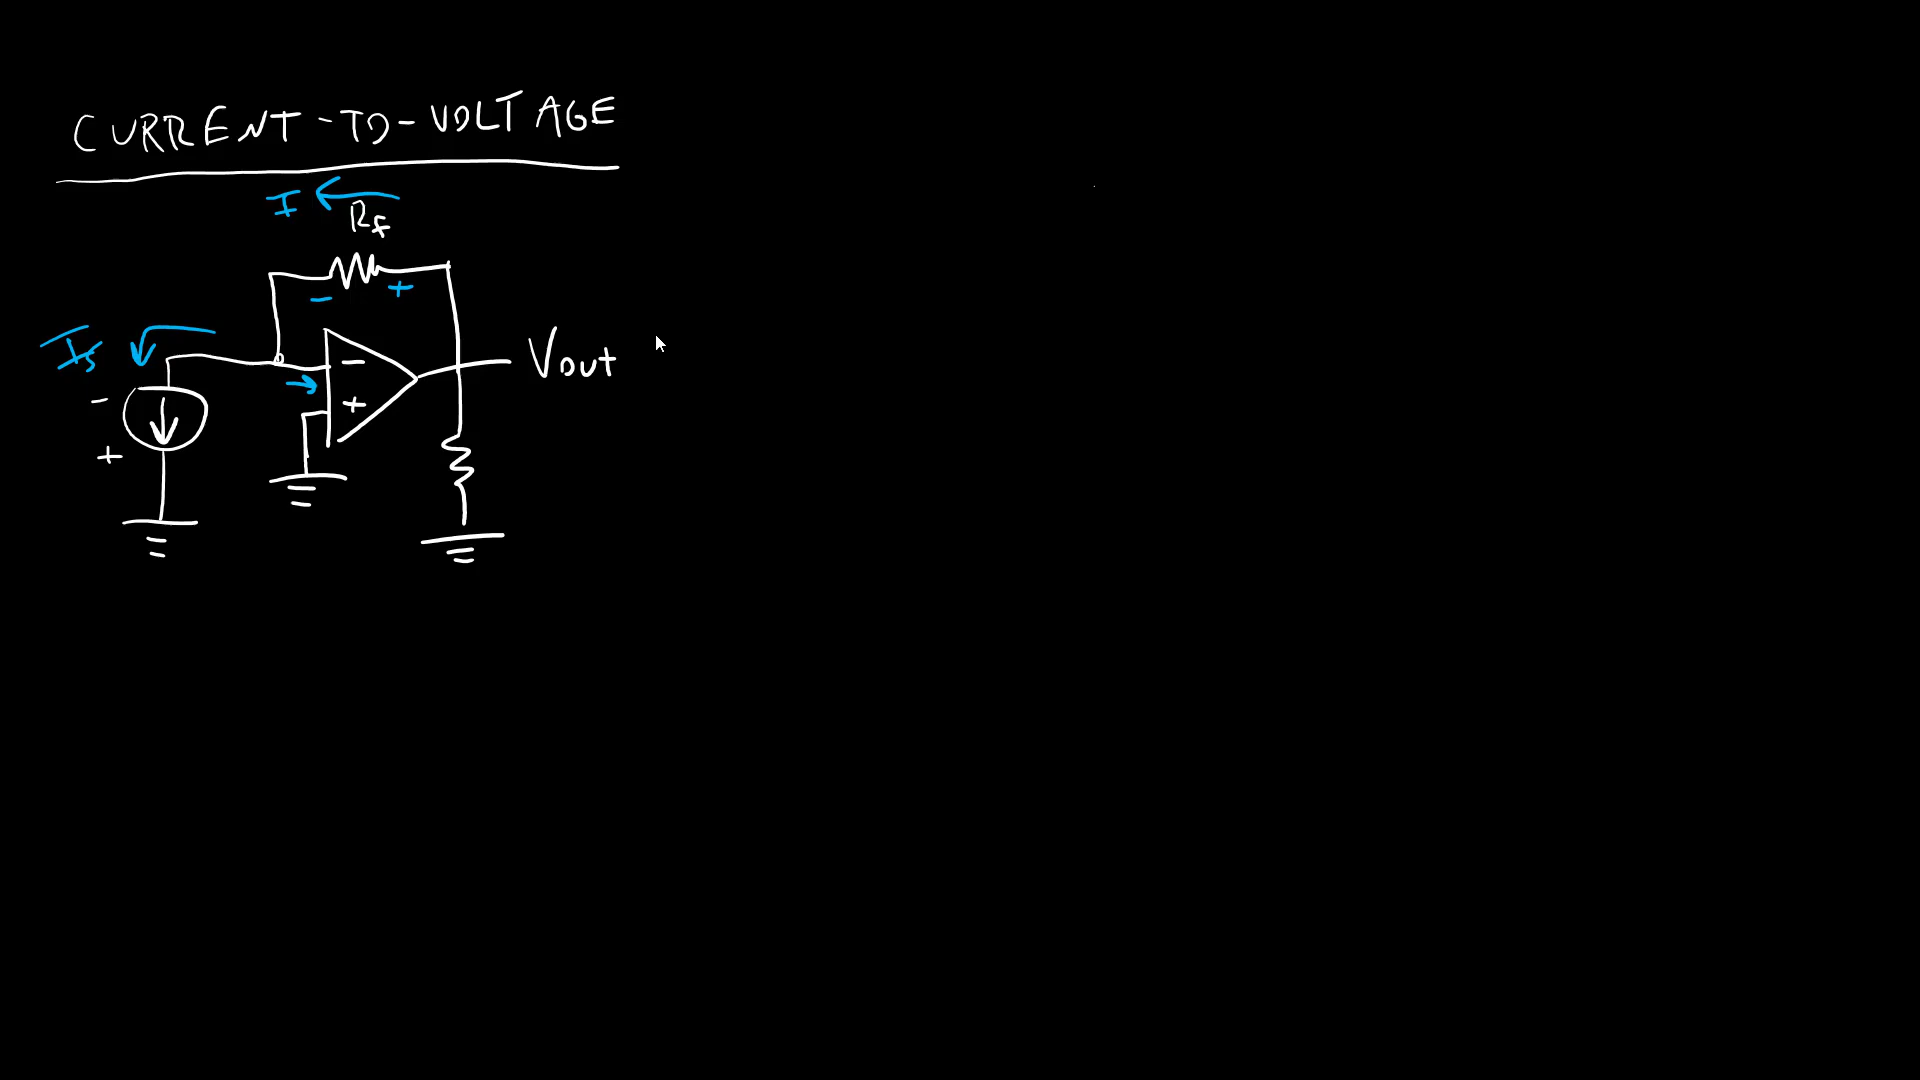 CURRENT-TO-VOLTAGE
I
Rf
- +
Is
Vout
-
-
+
+